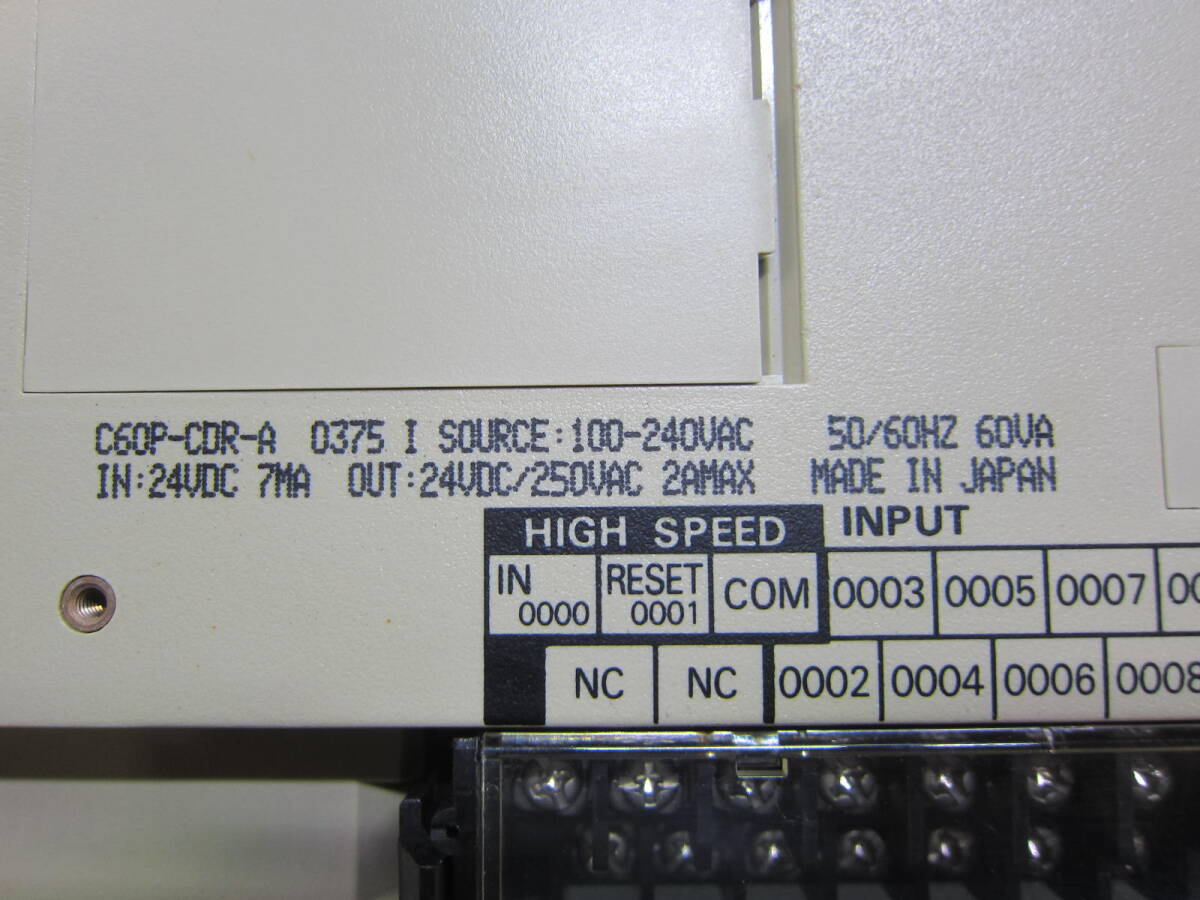 C60P-CDR-A 0375 I SOURCE:100-240VAC 50/60HZ 60VA
IN:24VDC 7MA OUT:24VDC/250VAC 2AMAX MADE IN JAPAN
HIGH SPEED INPUT
IN 0000 RESET 0001 COM 0003 0005 0007
NC NC 0002 0004 0006 0008